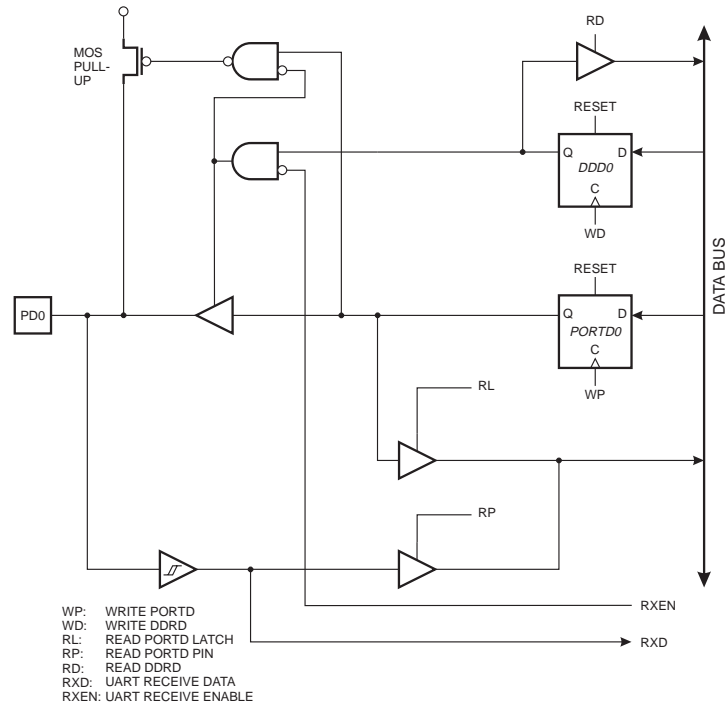 RD
MOS
PULL-
UP
RESET
Q
D
DDD0
C
WD
RESET
PD0
Q
D
PORTD0
C
WP
DATA BUS
RL
RP
RXEN
RXD
WP: WRITE PORTD
WD: WRITE DDRD
RL: READ PORTD LATCH
RP: READ PORTD PIN
RD: READ DDRD
RXD: UART RECEIVE DATA
RXEN: UART RECEIVE ENABLE